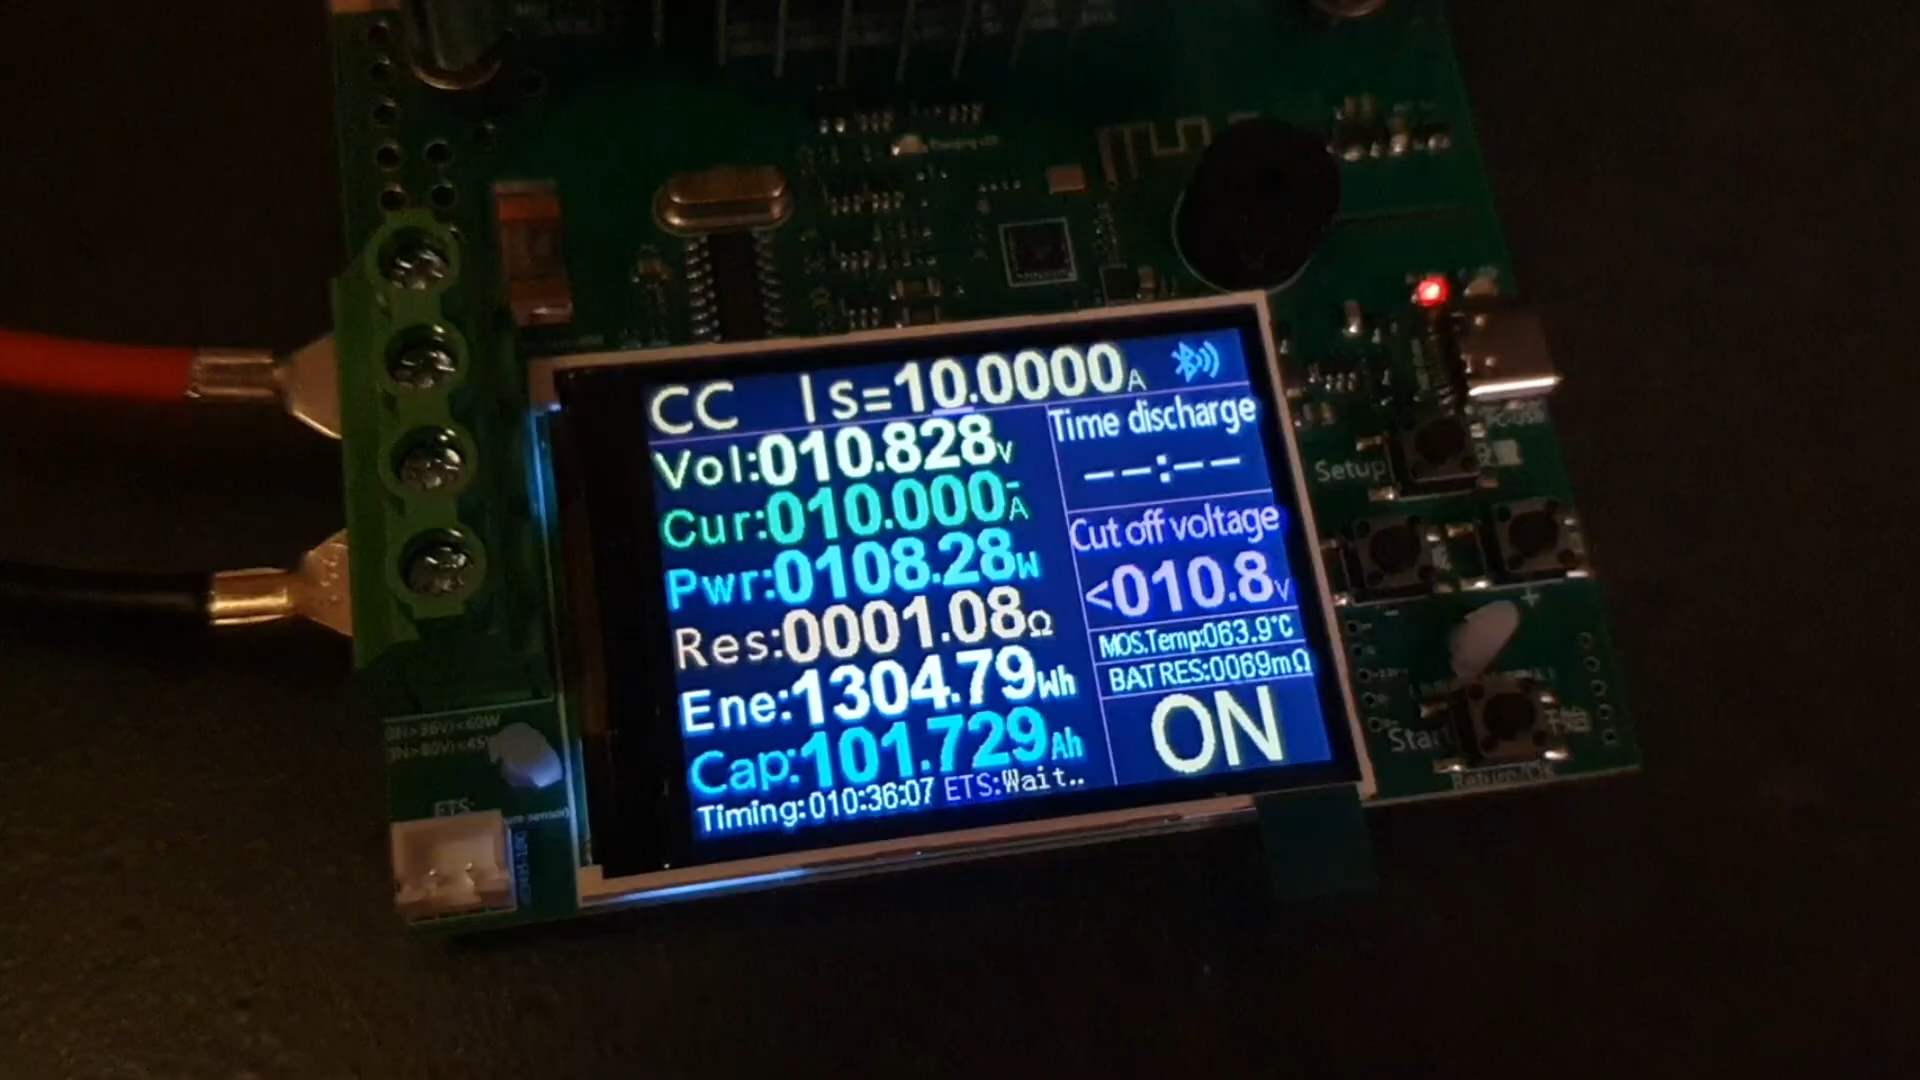 CC Is=10.0000A
Vol:010.828V
Cur:010.000A
Pwr:0108.28W
Res:0001.08Ω
Ene:1304.79Wh
Cap:101.729Ah
Timing:010:36:07 ETS:Wait..
Time discharge
--:--
Cut off voltage
<010.8V
MOS.Temp:063.9°C
BAT RES:0069mΩ
ON
Setup
-
+
Start
ETS: